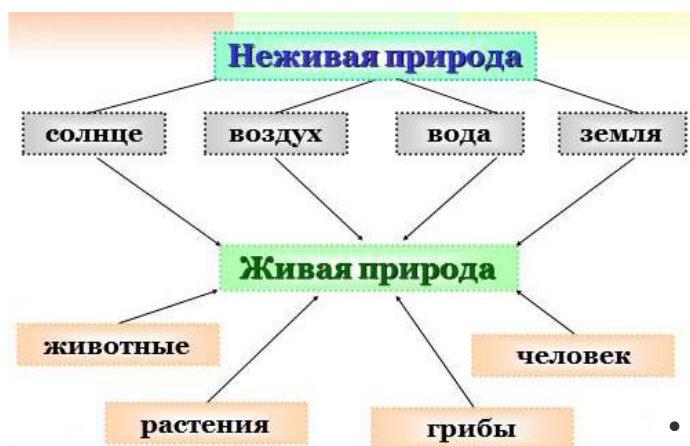 Неживая природа
солнце
воздух
вода
земля
Живая природа
животные
человек
растения
грибы